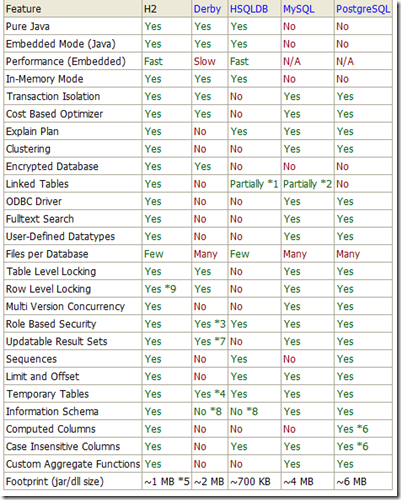 Feature H2 Derby HSQLDB MySQL PostgreSQL
Pure Java Yes Yes Yes No No
Embedded Mode (Java) Yes Yes Yes No No
Performance (Embedded) Fast Slow Fast N/A N/A
In-Memory Mode Yes Yes Yes No No
Transaction Isolation Yes Yes No Yes Yes
Cost Based Optimizer Yes Yes No Yes Yes
Explain Plan Yes No Yes Yes Yes
Clustering Yes No No Yes Yes
Encrypted Database Yes Yes No No No
Linked Tables Yes No Partially *1 Partially *2 No
ODBC Driver Yes No No Yes Yes
Fulltext Search Yes No No Yes Yes
User-Defined Datatypes Yes No No Yes Yes
Files per Database Few Many Few Many Many
Table Level Locking Yes Yes No Yes Yes
Row Level Locking Yes *9 Yes No Yes Yes
Multi Version Concurrency Yes No No Yes Yes
Role Based Security Yes Yes *3 Yes Yes Yes
Updatable Result Sets Yes Yes *7 No Yes Yes
Sequences Yes No Yes No Yes
Limit and Offset Yes No Yes Yes Yes
Temporary Tables Yes Yes *4 Yes Yes Yes
Information Schema Yes No *8 No *8 Yes Yes
Computed Columns Yes No No No Yes *6
Case Insensitive Columns Yes No Yes Yes Yes *6
Custom Aggregate Functions Yes No No Yes Yes
Footprint (jar/dll size) ~1 MB *5 ~2 MB ~700 KB ~4 MB ~6 MB